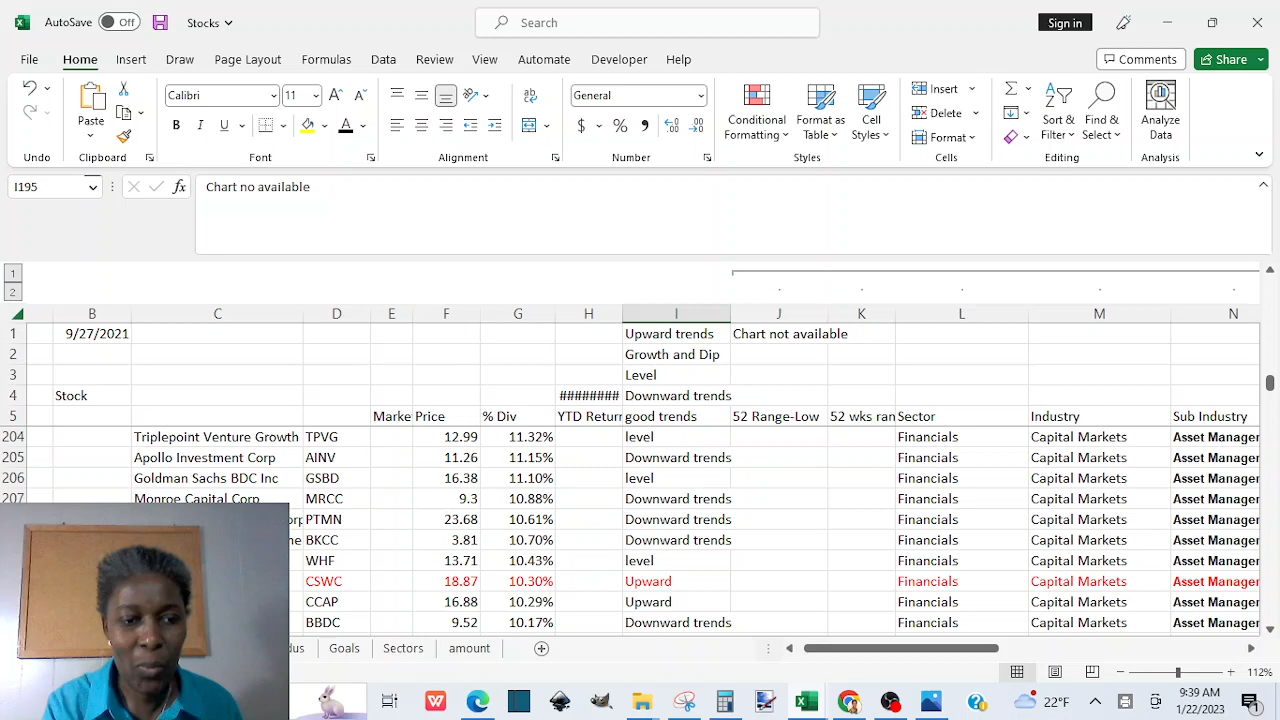 AutoSave Off Stocks Search Sign in
File Home Insert Draw Page Layout Formulas Data Review View Automate Developer Help Comments Share
Calibri 11 General Insert
Paste B I U $ % Conditional Formatting Format as Table Cell Styles Delete Sort & Filter Find & Select Analyze Data
Format
Undo Clipboard Font Alignment Number Styles Cells Editing Analysis
I195 fx Chart no available
1
2
B C D E F G H I J K L M N
1 9/27/2021 Upward trends Chart not available
2 Growth and Dip
3 Level
4 Stock ######## Downward trends
5 Marke Price % Div YTD Return good trends 52 Range-Low 52 wks ran Sector Industry Sub Industry
204 Triplepoint Venture Growth TPVG 12.99 11.32% level Financials Capital Markets Asset Manager
205 Apollo Investment Corp AINV 11.26 11.15% Downward trends Financials Capital Markets Asset Manager
206 Goldman Sachs BDC Inc GSBD 16.38 11.10% level Financials Capital Markets Asset Manager
207 Monroe Capital Corp MRCC 9.3 10.88% Downward trends Financials Capital Markets Asset Manager
PTMN 23.68 10.61% Downward trends Financials Capital Markets Asset Manager
BKCC 3.81 10.70% Downward trends Financials Capital Markets Asset Manager
WHF 13.71 10.43% level Financials Capital Markets Asset Manager
CSWC 18.87 10.30% Upward Financials Capital Markets Asset Manager
CCAP 16.88 10.29% Upward Financials Capital Markets Asset Manager
BBDC 9.52 10.17% Downward trends Financials Capital Markets Asset Manager
dus Goals Sectors amount
112%
22°F 9:39 AM
1/22/2023